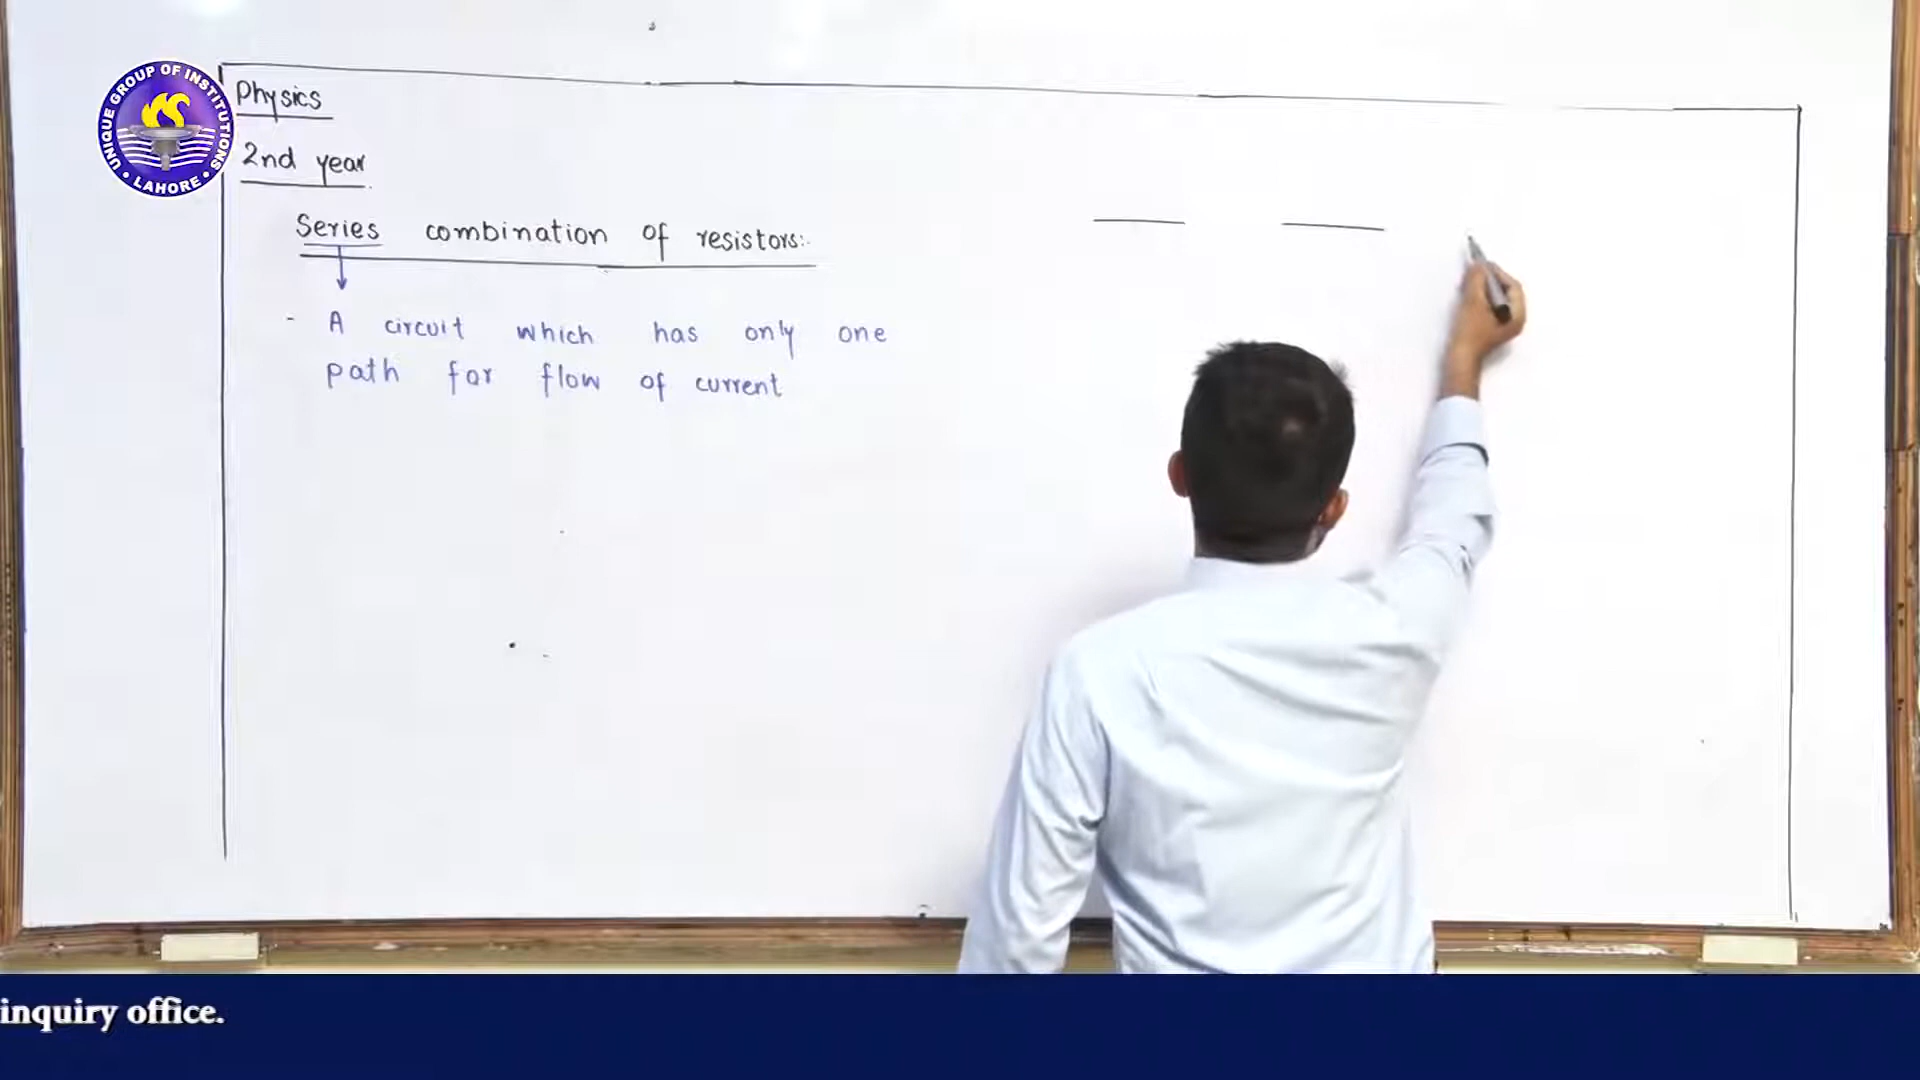 UNIQUE GROUP OF INSTITUTIONS
• LAHORE •
Physics
2nd year
Series combination of resistors:-
- A circuit which has only one
path for flow of current
inquiry office.